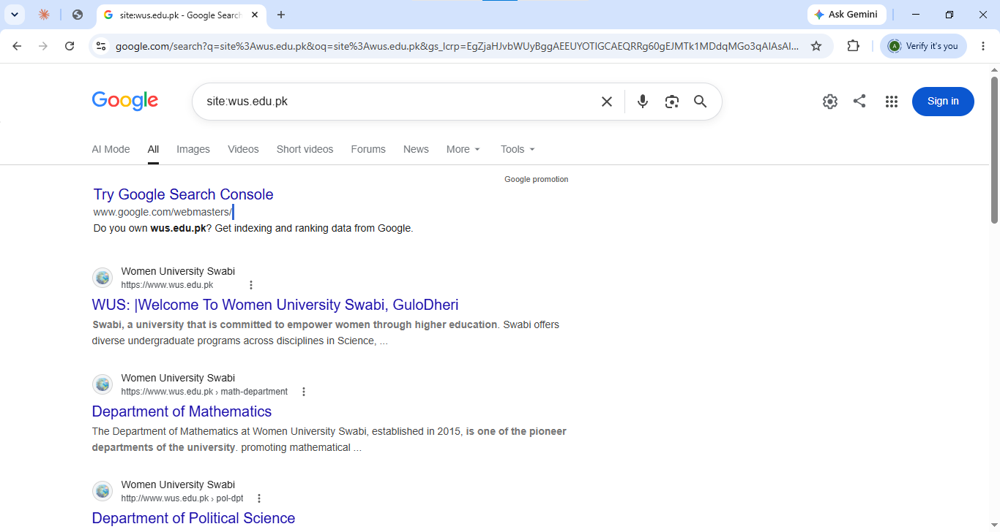 site:wus.edu.pk - Google Search
Ask Gemini
google.com/search?q=site%3Awus.edu.pk&oq=site%3Awus.edu.pk&gs_lcrp=EgZjaHJvbWUyBggAEEUYOTIGCAEQRRg60gEJMTk1MDdqMGo3qAIAsAI...
Verify it's you
Google
site:wus.edu.pk
Sign in
AI Mode All Images Videos Short videos Forums News More Tools
Google promotion
Try Google Search Console
www.google.com/webmasters/
Do you own wus.edu.pk? Get indexing and ranking data from Google.
Women University Swabi
https://www.wus.edu.pk
WUS: |Welcome To Women University Swabi, GuloDheri
Swabi, a university that is committed to empower women through higher education. Swabi offers
diverse undergraduate programs across disciplines in Science, ...
Women University Swabi
https://www.wus.edu.pk › math-department
Department of Mathematics
The Department of Mathematics at Women University Swabi, established in 2015, is one of the pioneer
departments of the university. promoting mathematical ...
Women University Swabi
http://www.wus.edu.pk › pol-dpt
Department of Political Science